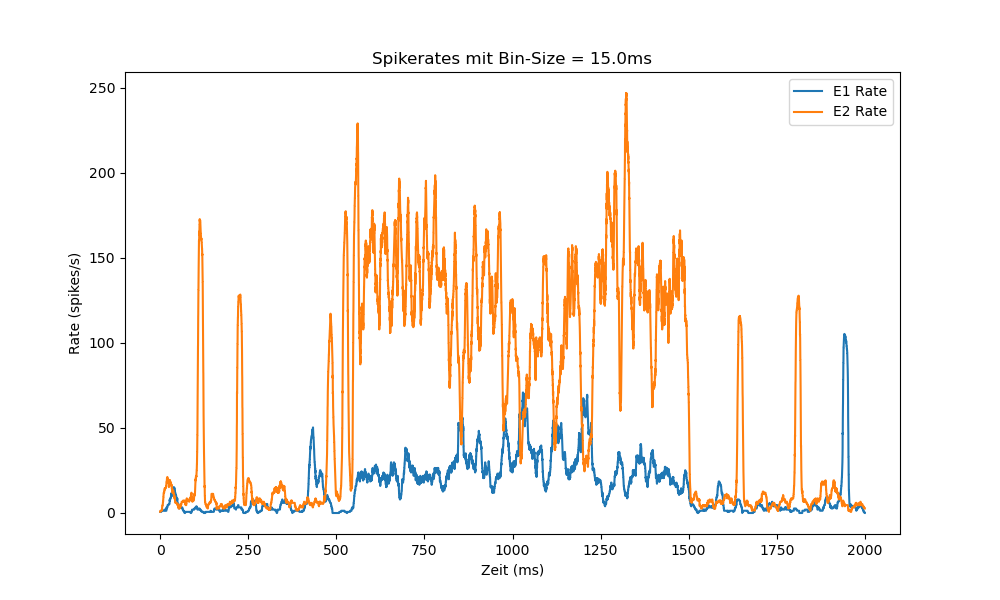 Spikerates mit Bin-Size = 15.0ms
E1 Rate
E2 Rate
Rate (spikes/s)
250
200
150
100
50
0
0 250 500 750 1000 1250 1500 1750 2000
Zeit (ms)